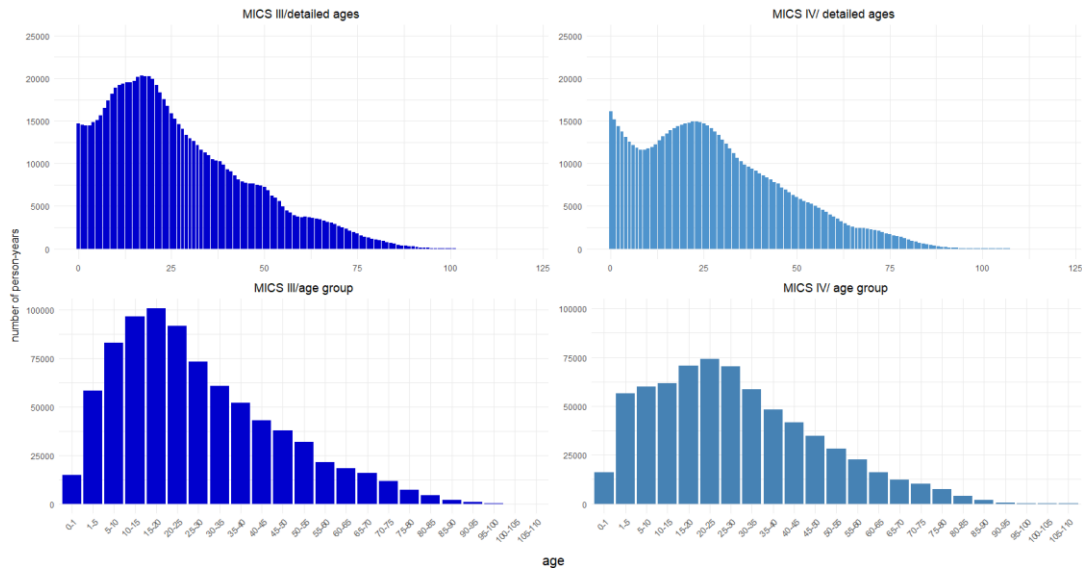 MICS III/detailed ages
MICS IV/ detailed ages
25000
20000
15000
10000
5000
0
0 25 50 75 100 125
25000
20000
15000
10000
5000
0
0 25 50 75 100 125
number of person-years
MICS III/age group
MICS IV/ age group
100000
75000
50000
25000
0
0-1 1-5 5-10 10-15 15-20 20-25 25-30 30-35 35-40 40-45 45-50 50-55 55-60 60-65 65-70 70-75 75-80 80-85 85-90 90-95 95-100 100-105 105-110
100000
75000
50000
25000
0
0-1 1-5 5-10 10-15 15-20 20-25 25-30 30-35 35-40 40-45 45-50 50-55 55-60 60-65 65-70 70-75 75-80 80-85 85-90 90-95 95-100 100-105 105-110
age